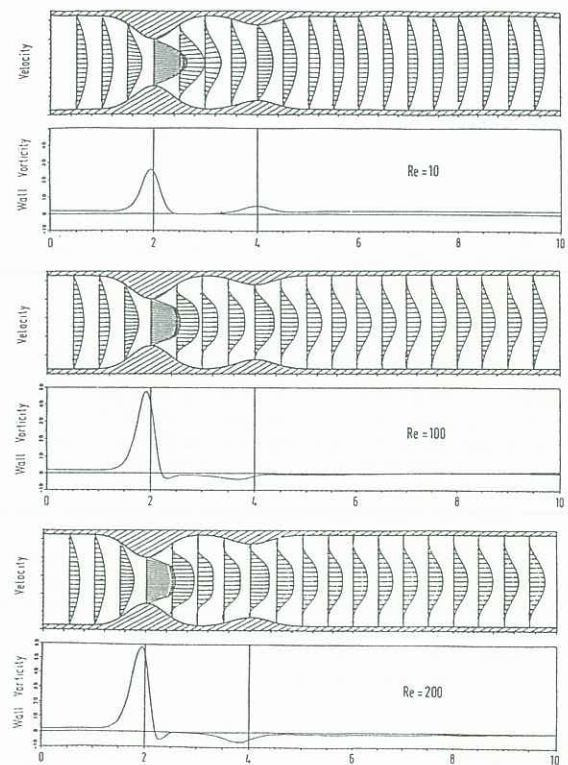 Velocity
Wall Vorticity
Re = 10
0 2 4 6 8 10
Velocity
Wall Vorticity
Re = 100
0 2 4 6 8 10
Velocity
Wall Vorticity
Re = 200
0 2 4 6 8 10